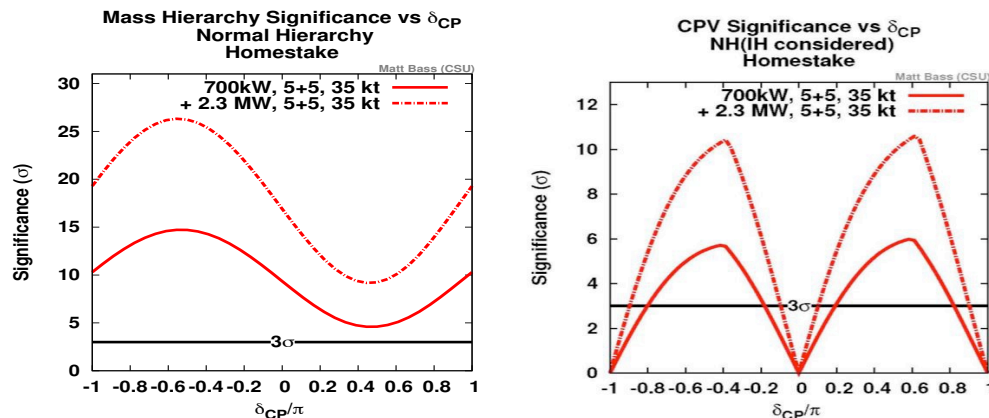 Mass Hierarchy Significance vs δCP
Normal Hierarchy
Homestake
Matt Bass (CSU)
700kW, 5+5, 35 kt
+ 2.3 MW, 5+5, 35 kt
Significance (σ)
30
25
20
15
10
5
0
3σ
-1 -0.8 -0.6 -0.4 -0.2 0 0.2 0.4 0.6 0.8 1
δCP/π
CPV Significance vs δCP
NH(IH considered)
Homestake
Matt Bass (CSU)
700kW, 5+5, 35 kt
+ 2.3 MW, 5+5, 35 kt
Significance (σ)
12
10
8
6
4
2
0
3σ
-1 -0.8 -0.6 -0.4 -0.2 0 0.2 0.4 0.6 0.8 1
δCP/π